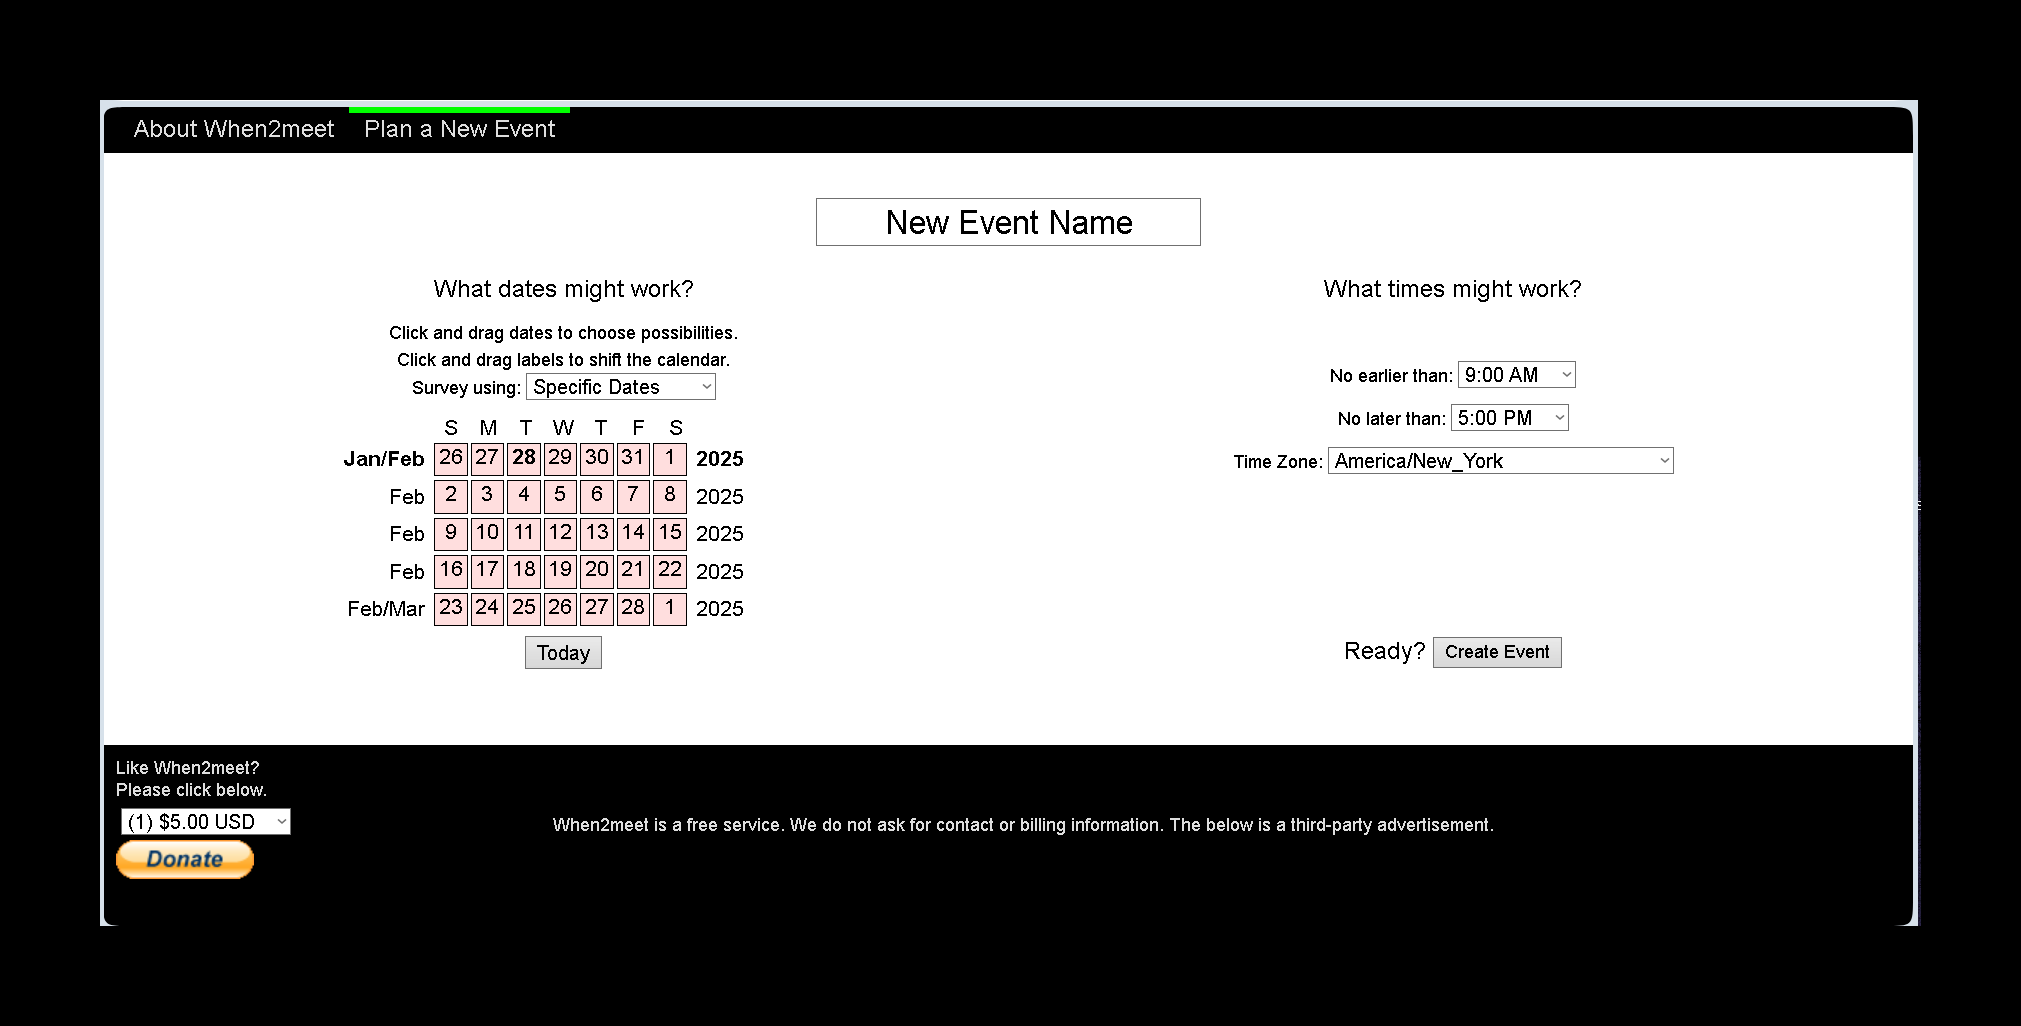 About When2meet Plan a New Event
New Event Name
What dates might work?
Click and drag dates to choose possibilities.
Click and drag labels to shift the calendar.
Survey using: Specific Dates
S M T W T F S
Jan/Feb 26 27 28 29 30 31 1 2025
Feb 2 3 4 5 6 7 8 2025
Feb 9 10 11 12 13 14 15 2025
Feb 16 17 18 19 20 21 22 2025
Feb/Mar 23 24 25 26 27 28 1 2025
Today
What times might work?
No earlier than: 9:00 AM
No later than: 5:00 PM
Time Zone: America/New_York
Ready? Create Event
Like When2meet?
Please click below.
(1) $5.00 USD
Donate
When2meet is a free service. We do not ask for contact or billing information. The below is a third-party advertisement.